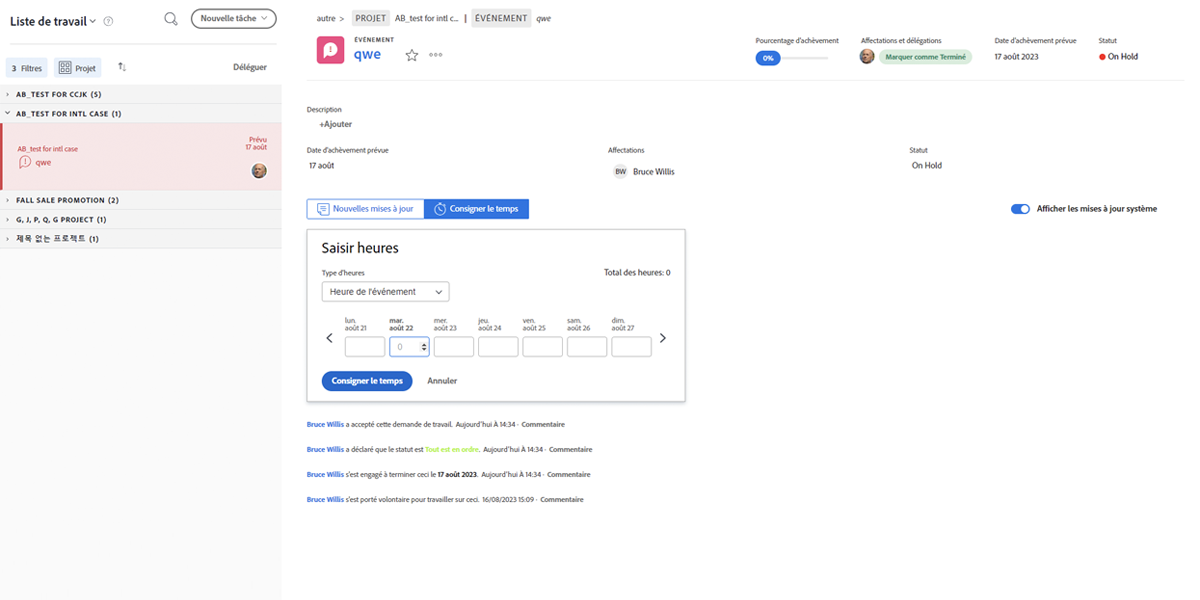 Liste de travail
Nouvelle tâche
3 Filtres
Projet
Déléguer
AB_TEST FOR CCJK (5)
AB_TEST FOR INTL CASE (1)
AB_test for intl case
qwe
Prévu
17 août
FALL SALE PROMOTION (2)
G, J, P, Q, G PROJECT (1)
제목 없는 프로젝트 (1)
autre > PROJET AB_test for intl c... | ÉVÉNEMENT qwe
ÉVÉNEMENT
qwe
Pourcentage d'achèvement
0%
Affectations et délégations
Marquer comme Terminé
Date d'achèvement prévue
17 août 2023
Statut
On Hold
Description
+Ajouter
Date d'achèvement prévue
17 août
Affectations
BW Bruce Willis
Statut
On Hold
Nouvelles mises à jour
Consigner le temps
Afficher les mises à jour système
Saisir heures
Type d'heures
Total des heures: 0
Heure de l'événement
lun. août 21
mar. août 22
mer. août 23
jeu. août 24
ven. août 25
sam. août 26
dim. août 27
0
Consigner le temps
Annuler
Bruce Willis a accepté cette demande de travail. Aujourd'hui À 14:34 · Commentaire
Bruce Willis a déclaré que le statut est Tout est en ordre. Aujourd'hui À 14:34 · Commentaire
Bruce Willis s'est engagé à terminer ceci le 17 août 2023. Aujourd'hui À 14:34 · Commentaire
Bruce Willis s'est porté volontaire pour travailler sur ceci. 16/08/2023 15:09 · Commentaire